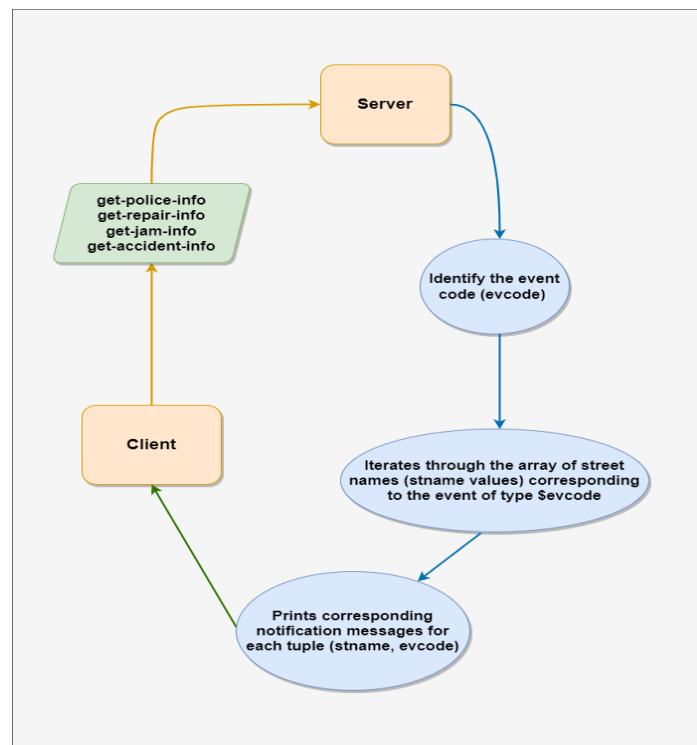 Server
get-police-info
get-repair-info
get-jam-info
get-accident-info
Identify the event
code (evcode)
Client
Iterates through the array of street
names (stname values) corresponding
to the event of type $evcode
Prints corresponding
notification messages for
each tuple (stname, evcode)